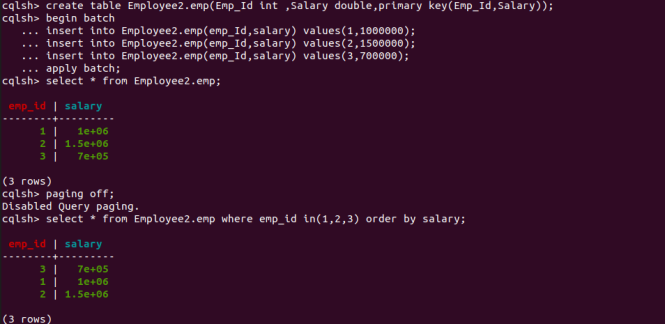 cqlsh> create table Employee2.emp(Emp_Id int ,Salary double,primary key(Emp_Id,Salary));
cqlsh> begin batch
   ... insert into Employee2.emp(emp_id,salary) values(1,1000000);
   ... insert into Employee2.emp(emp_id,salary) values(2,1500000);
   ... insert into Employee2.emp(emp_Id,salary) values(3,700000);
   ... apply batch;
cqlsh> select * from Employee2.emp;
 emp_id | salary
--------+---------
      1 |   1e+06
      2 | 1.5e+06
      3 |   7e+05
(3 rows)
cqlsh> paging off;
Disabled Query paging.
cqlsh> select * from Employee2.emp where emp_id in(1,2,3) order by salary;
 emp_id | salary
--------+---------
      3 |   7e+05
      1 |   1e+06
      2 | 1.5e+06
(3 rows)